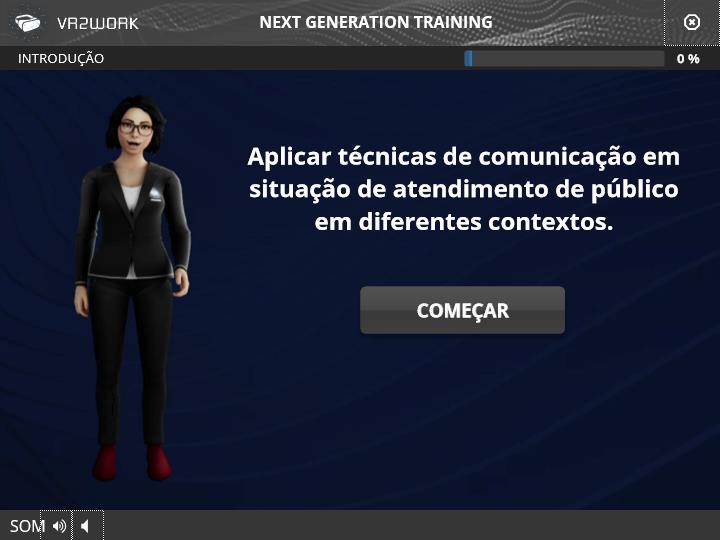 VR2WORK
NEXT GENERATION TRAINING
INTRODUÇÃO
0 %
Aplicar técnicas de comunicação em
situação de atendimento de público
em diferentes contextos.
COMEÇAR
SOM